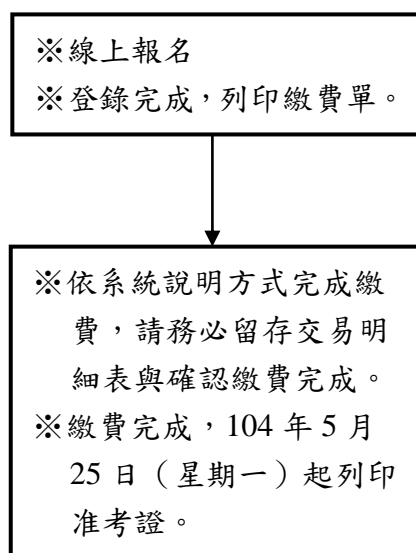 ※線上報名
※登錄完成，列印繳費單。
※依系統說明方式完成繳
費，請務必留存交易明
細表與確認繳費完成。
※繳費完成，104 年 5 月
25 日（星期一）起列印
准考證。